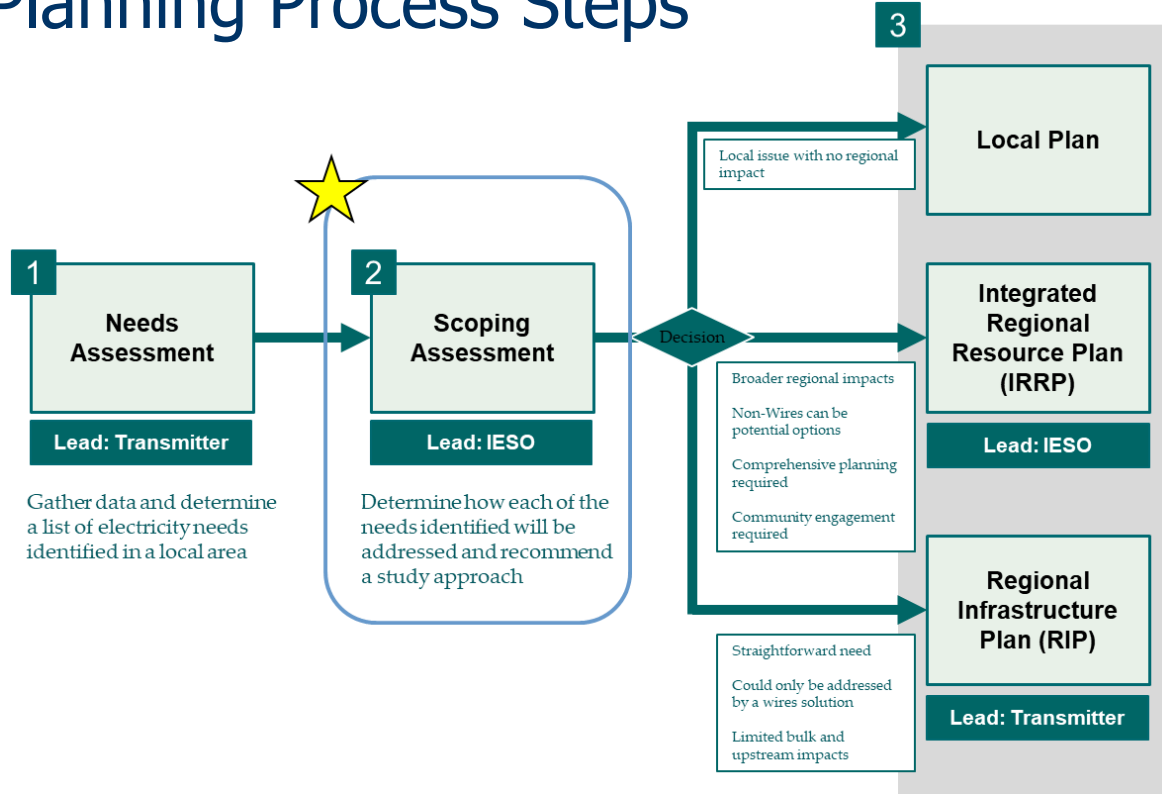 Planning Process Steps
1
Needs
Assessment
Lead: Transmitter
Gather data and determine
a list of electricity needs
identified in a local area
2
Scoping
Assessment
Lead: IESO
Determine how each of the
needs identified will be
addressed and recommend
a study approach
Decision
Local issue with no regional
impact
Broader regional impacts
Non-Wires can be
potential options
Comprehensive planning
required
Community engagement
required
Straightforward need
Could only be addressed
by a wires solution
Limited bulk and
upstream impacts
3
Local Plan
Integrated
Regional
Resource Plan
(IRRP)
Lead: IESO
Regional
Infrastructure
Plan (RIP)
Lead: Transmitter